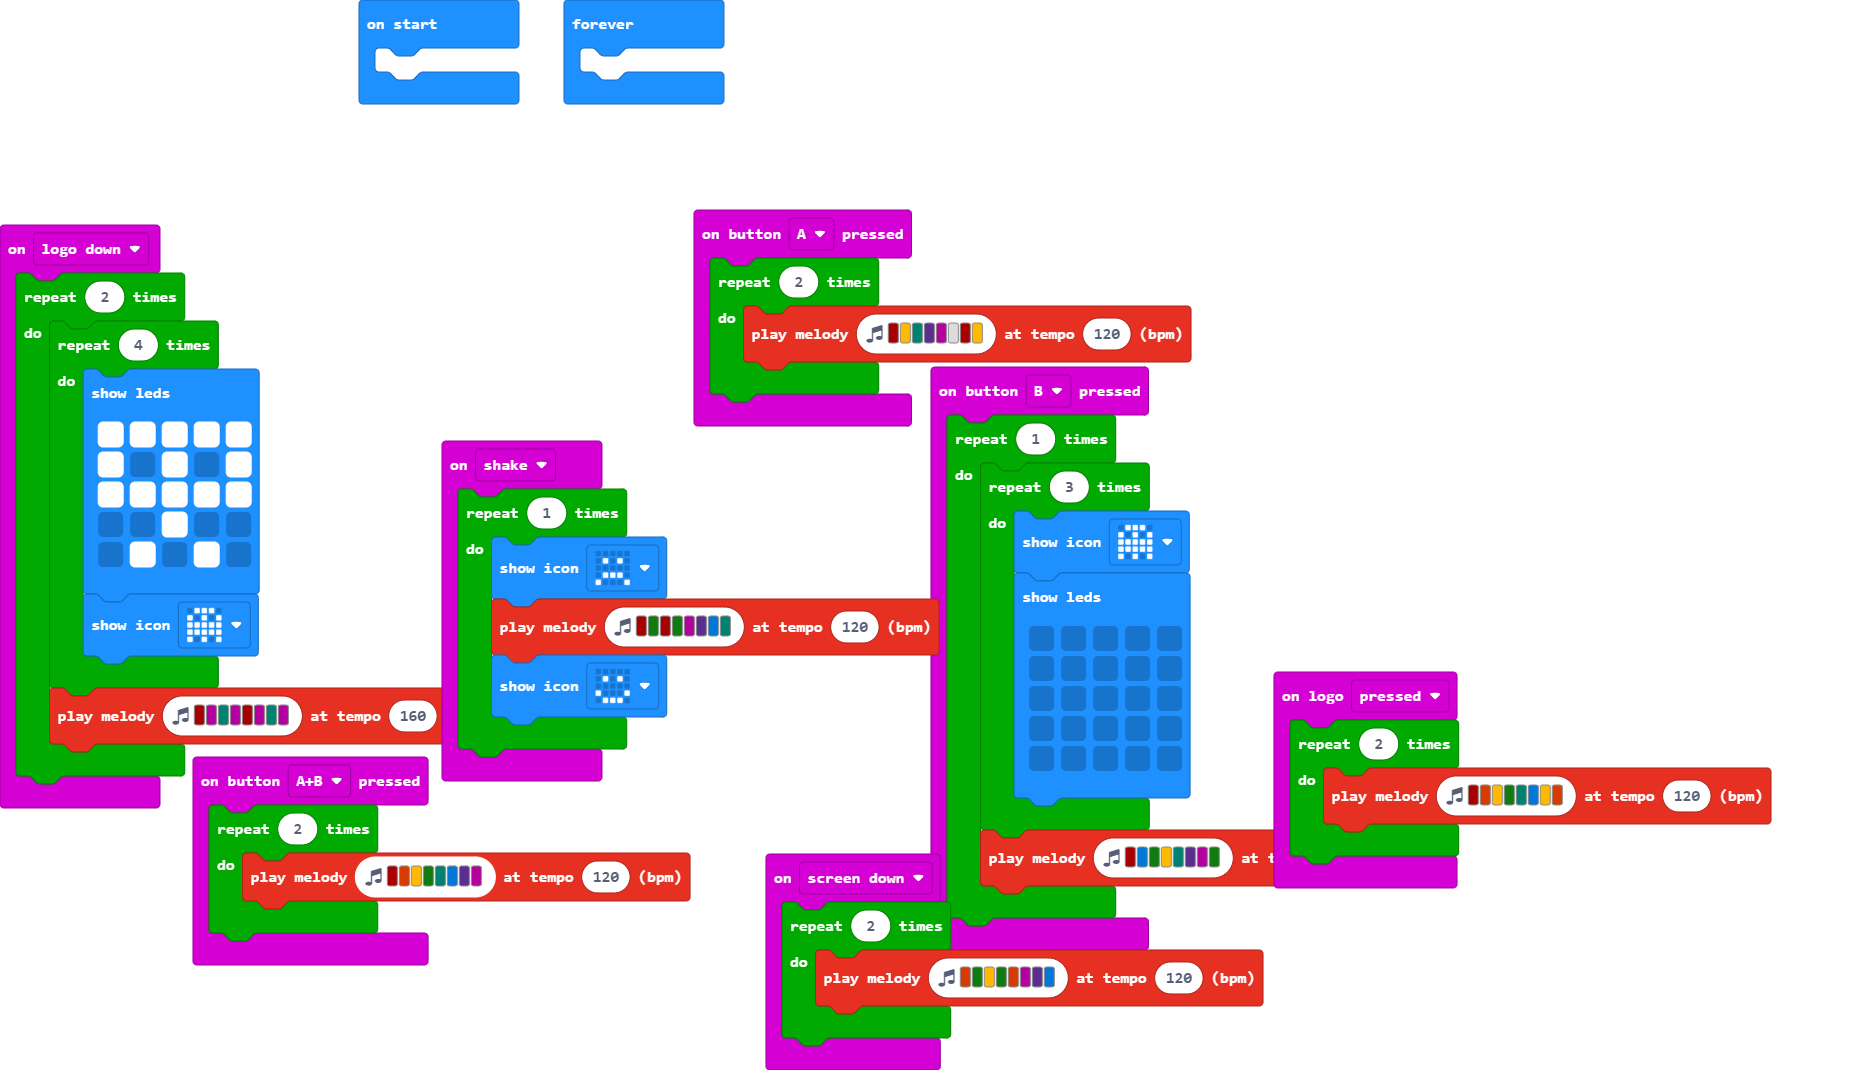 on start
forever
on logo down
repeat 2 times
do
repeat 4 times
do
show leds
show icon
play melody at tempo 160
on button A+B pressed
repeat 2 times
do
play melody at tempo 120 (bpm)
on shake
repeat 1 times
do
show icon
play melody at tempo 120 (bpm)
show icon
on button A pressed
repeat 2 times
do
play melody at tempo 120 (bpm)
on button B pressed
repeat 1 times
do
repeat 3 times
do
show icon
show leds
play melody at t
on screen down
repeat 2 times
do
play melody at tempo 120 (bpm)
on logo pressed
repeat 2 times
do
play melody at tempo 120 (bpm)